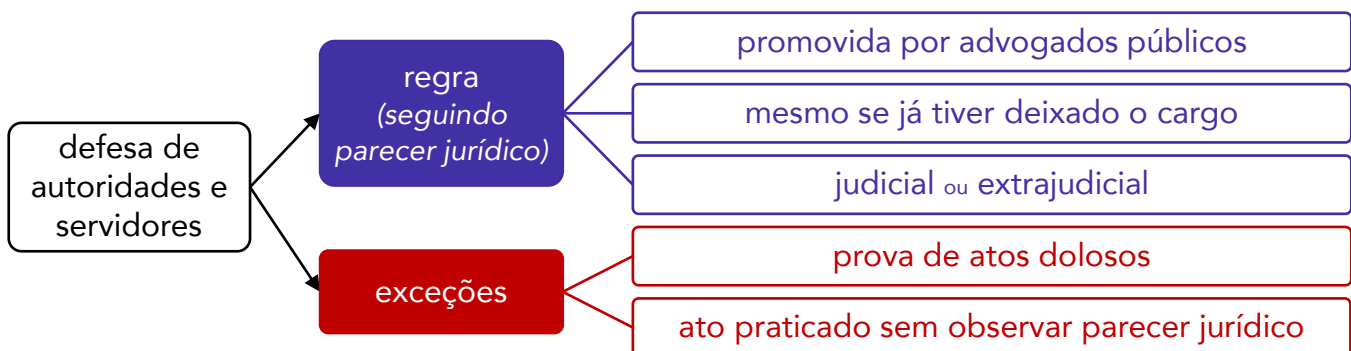 defesa de
autoridades e
servidores
regra
(seguindo
parecer jurídico)
promovida por advogados públicos
mesmo se já tiver deixado o cargo
judicial ou extrajudicial
exceções
prova de atos dolosos
ato praticado sem observar parecer jurídico